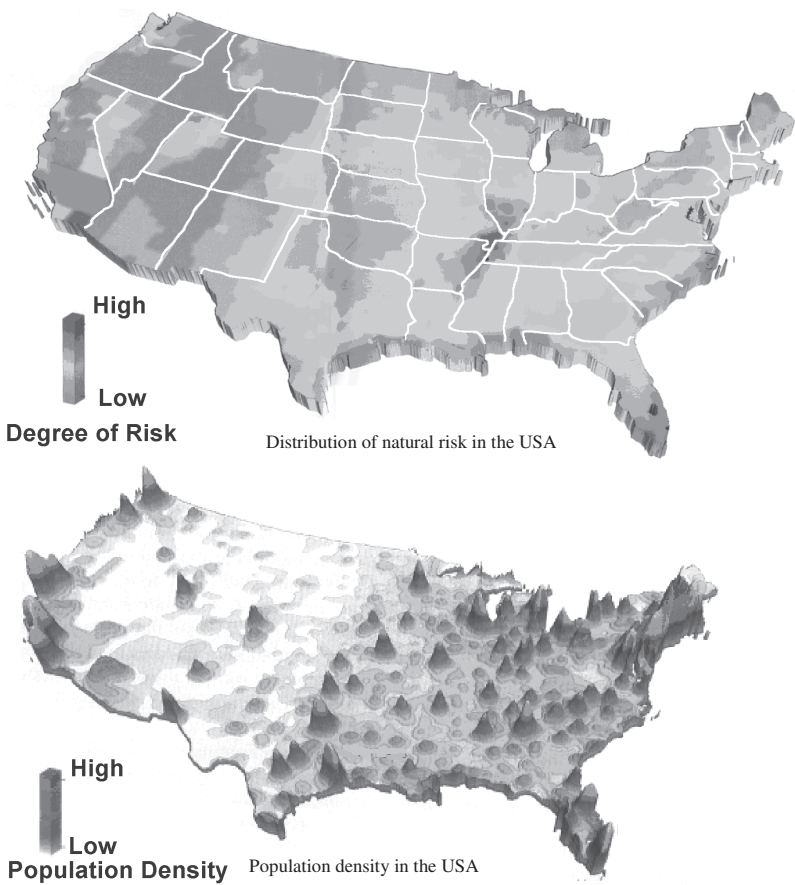 High
Low
Degree of Risk
Distribution of natural risk in the USA
High
Low
Population Density
Population density in the USA